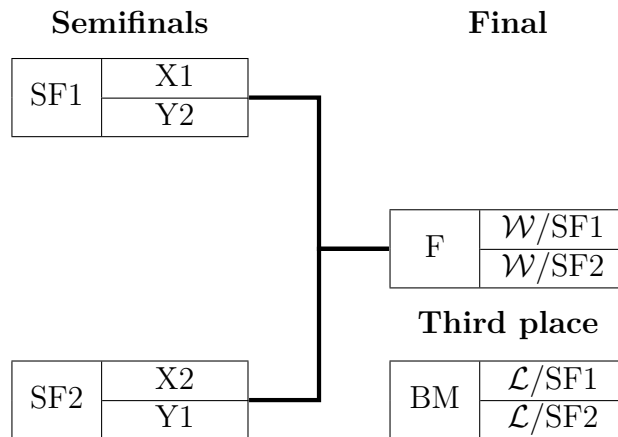 Semifinals
Final
SF1
X1
Y2
F
𝒲/SF1
𝒲/SF2
Third place
SF2
X2
Y1
BM
ℒ/SF1
ℒ/SF2